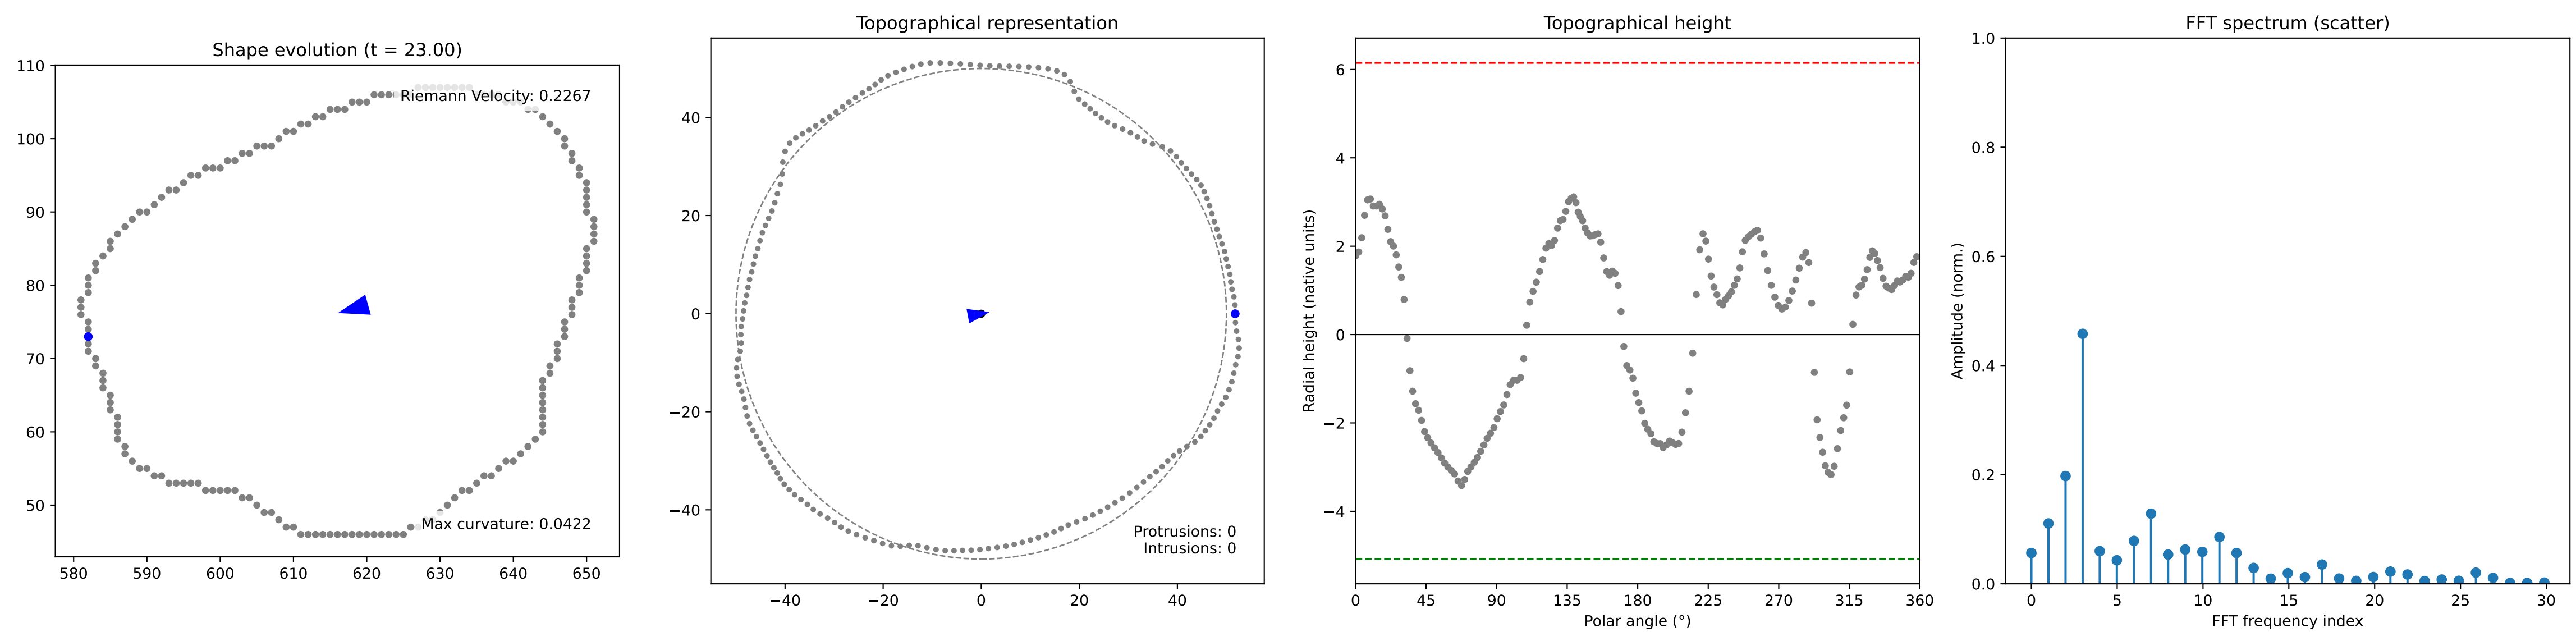 Shape evolution (t = 23.00)
110
100
90
80
70
60
50
580 590 600 610 620 630 640 650
Riemann Velocity: 0.2267
Max curvature: 0.0422
Topographical representation
40
20
0
−20
−40
−40 −20 0 20 40
Protrusions: 0
Intrusions: 0
Topographical height
Radial height (native units)
6
4
2
0
−2
−4
0 45 90 135 180 225 270 315 360
Polar angle (°)
FFT spectrum (scatter)
Amplitude (norm.)
1.0
0.8
0.6
0.4
0.2
0.0
0 5 10 15 20 25 30
FFT frequency index